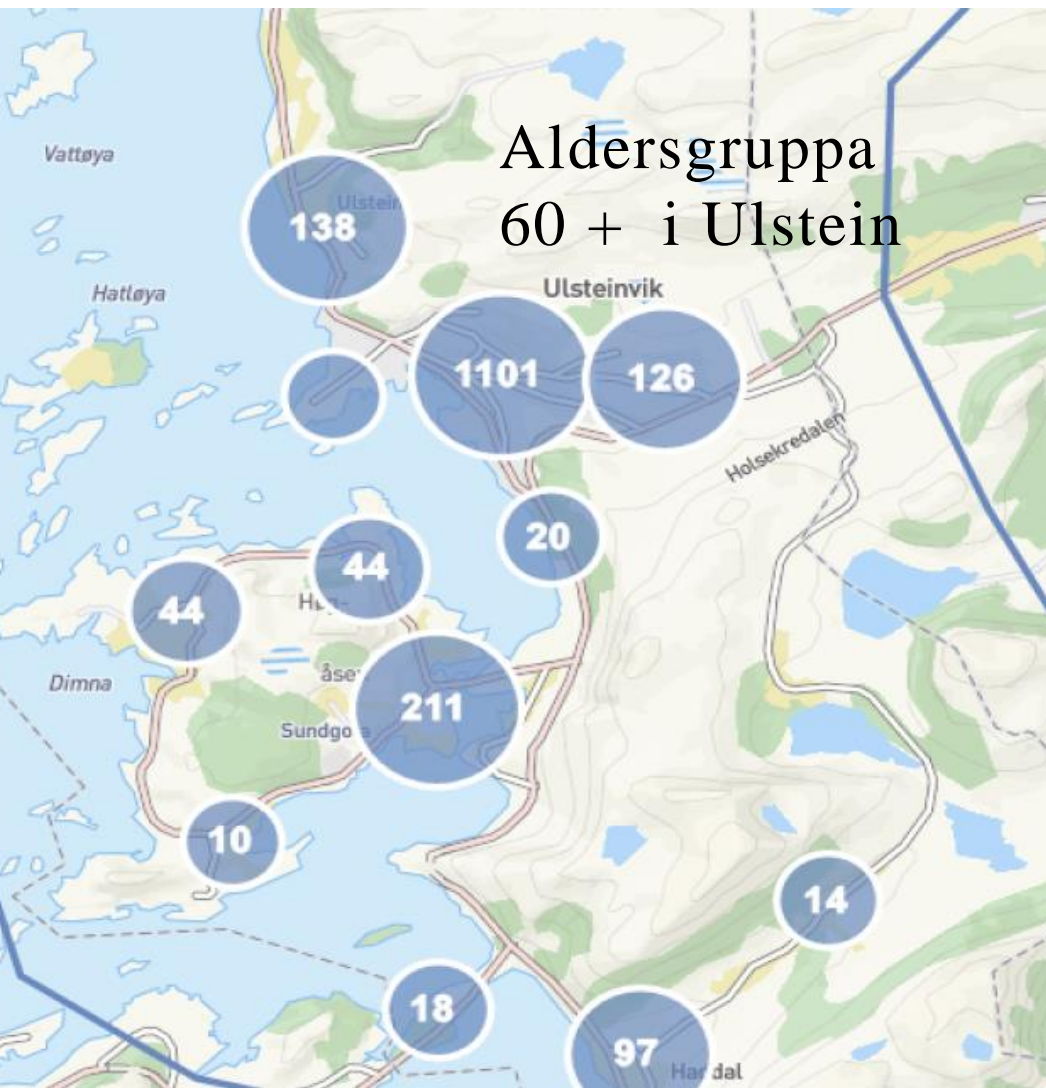 Aldersgruppa
60 + i Ulstein
Vattøya
138
Hatløya
Ulsteinvik
1101
126
Holsekredalen
20
44
44
Dimna
211
10
14
18
97